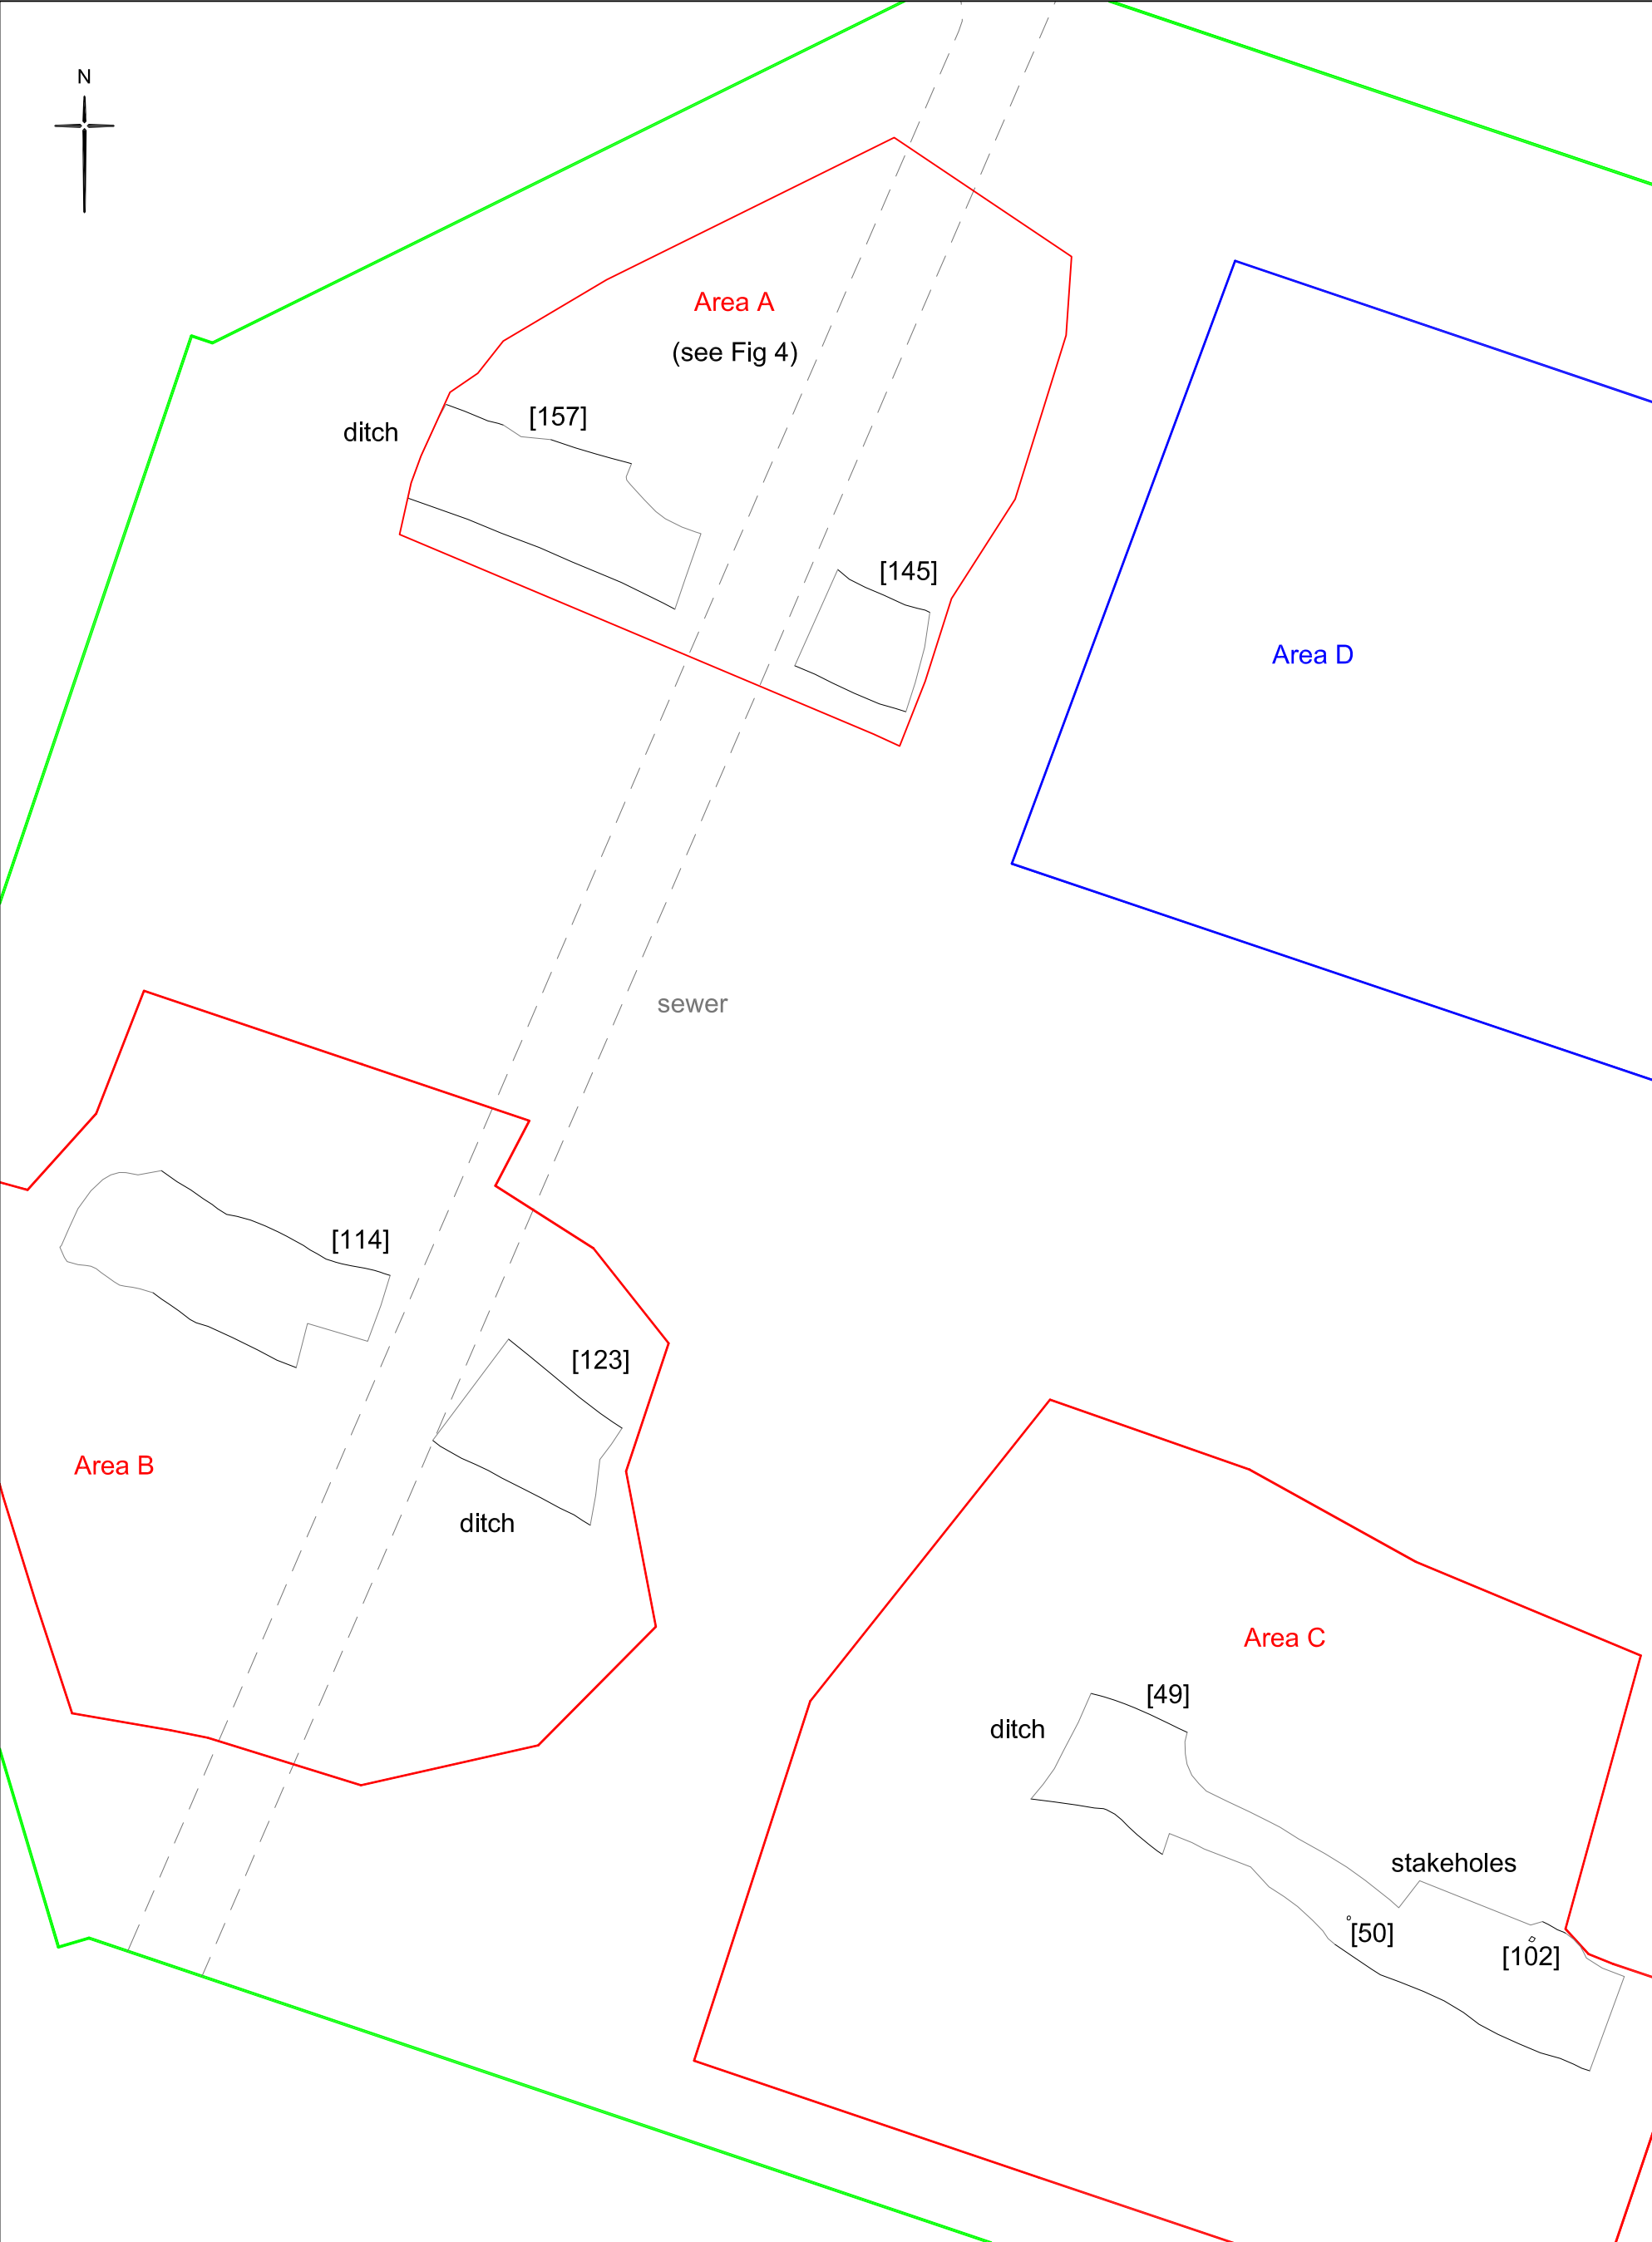 N
Area A
(see Fig 4)
[157]
ditch
[145]
Area D
sewer
[114]
[123]
Area B
ditch
Area C
[49]
ditch
stakeholes
[50]
[102]